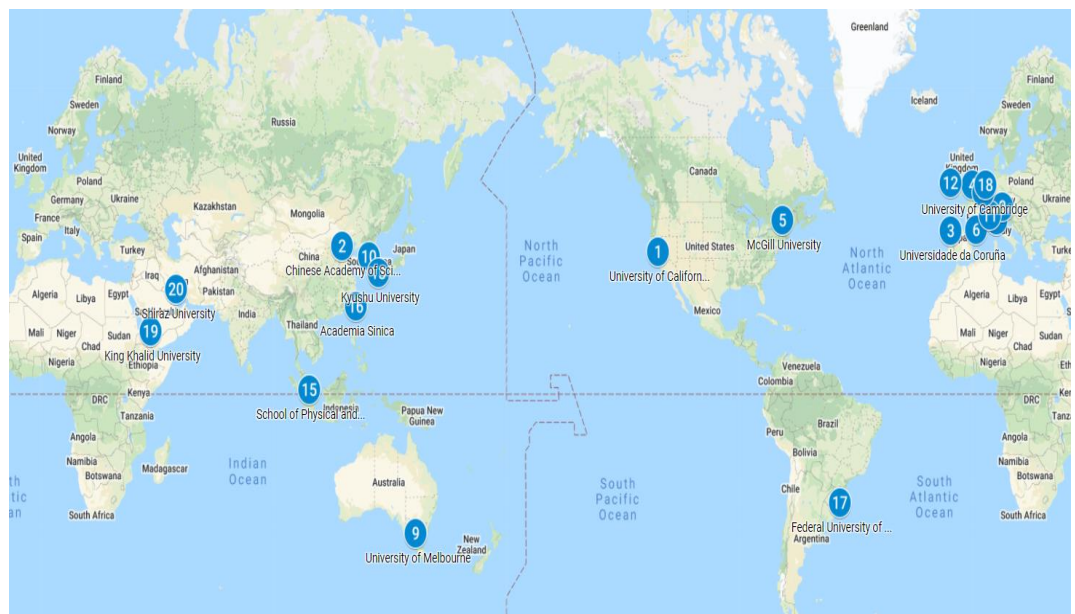 Greenland
Finland
Iceland
Finland
Sweden
Sweden
Norway
Norway
Russia
United
Kingdom
United
Kingdom
Canada
12
18
Poland
Poland
Germany
Ukraine
Ukraine
Kazakhstan
Mongolia
France
University of Cambridge
Italy
5
McGill University
3
6
11
Spain
Turkey
2
10
China
Japan
1
United States
North
Pacific
Ocean
North
Atlantic
Ocean
Universidade da Coruña
Turkey
Chinese Academy of Sci...
University of Californ...
Iraq
Afghanistan
Pakistan
20
Shiraz University
Kyushu University
Algeria
Libya
Egypt
Algeria
Libya
Egypt
16
Academia Sinica
Mexico
India
Mali
Niger
Sudan
Chad
19
Thailand
Mali
Niger
Sudan
Chad
King Khalid University
Nigeria
Ethiopia
Venezuela
Nigeria
Colombia
Kenya
DRC
15
DRC
Tanzania
School of Physical and...
Indonesia
Papua New
Guinea
Peru
Brazil
Angola
Angola
Bolivia
Namibia
Namibia
Botswana
Botswana
Madagascar
Indian
Ocean
Australia
South
Pacific
Ocean
South
Atlantic
Ocean
Chile
17
South Africa
South Africa
Federal University of ...
Argentina
9
University of Melbourne
New
Zealand